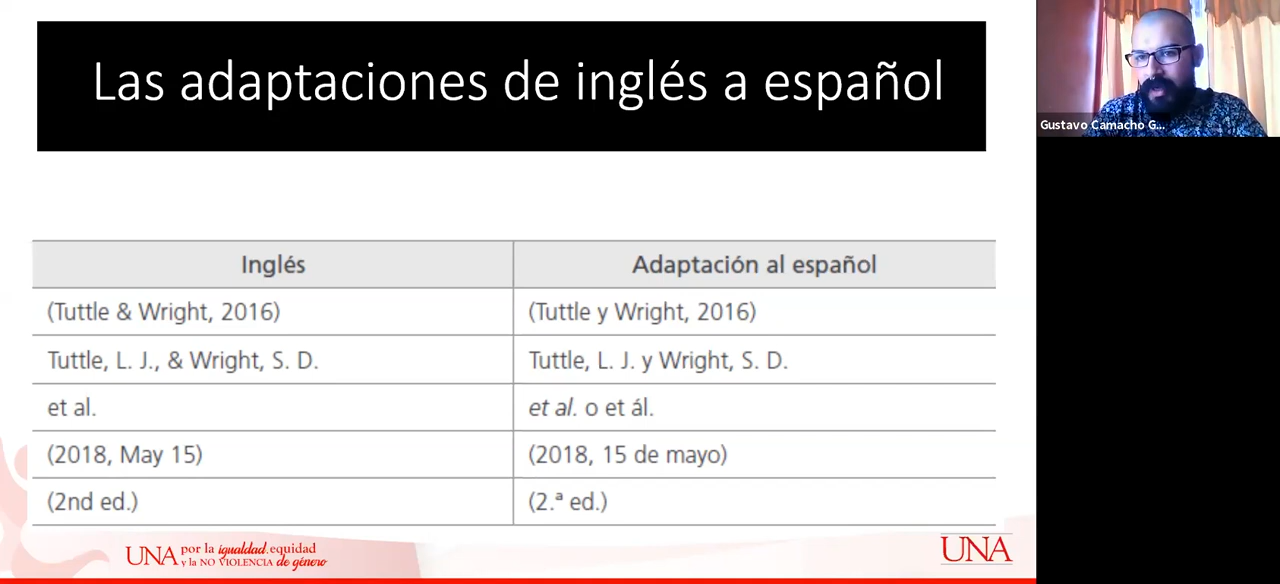 Las adaptaciones de inglés a español
Gustavo Camacho G...
Inglés
Adaptación al español
(Tuttle & Wright, 2016)
(Tuttle y Wright, 2016)
Tuttle, L. J., & Wright, S. D.
Tuttle, L. J. y Wright, S. D.
et al.
et al. o et ál.
(2018, May 15)
(2018, 15 de mayo)
(2nd ed.)
(2.ª ed.)
UNA por la igualdad, equidad
y la NO VIOLENCIA de género
UNA